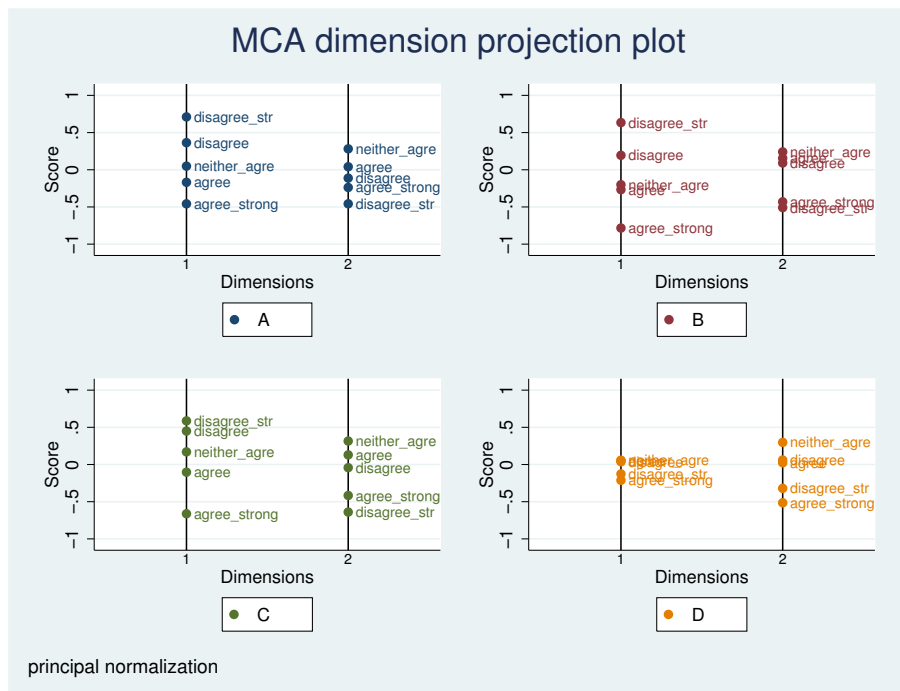 MCA dimension projection plot
1
.5
0
−.5
−1
Score
disagree_str
disagree
neither_agre
agree
agree_strong
neither_agre
agree
disagree
agree_strong
disagree_str
1
2
Dimensions
A
1
.5
0
−.5
−1
Score
disagree_str
disagree
neither_agre
agree
agree_strong
neither_agre
agree
disagree
agree_strong
disagree_str
1
2
Dimensions
B
1
.5
0
−.5
−1
Score
disagree_str
disagree
neither_agre
agree
agree_strong
neither_agre
agree
disagree
agree_strong
disagree_str
1
2
Dimensions
C
1
.5
0
−.5
−1
Score
neither_agre
agree
disagree
disagree_str
agree_strong
neither_agre
disagree
agree
disagree_str
agree_strong
1
2
Dimensions
D
principal normalization